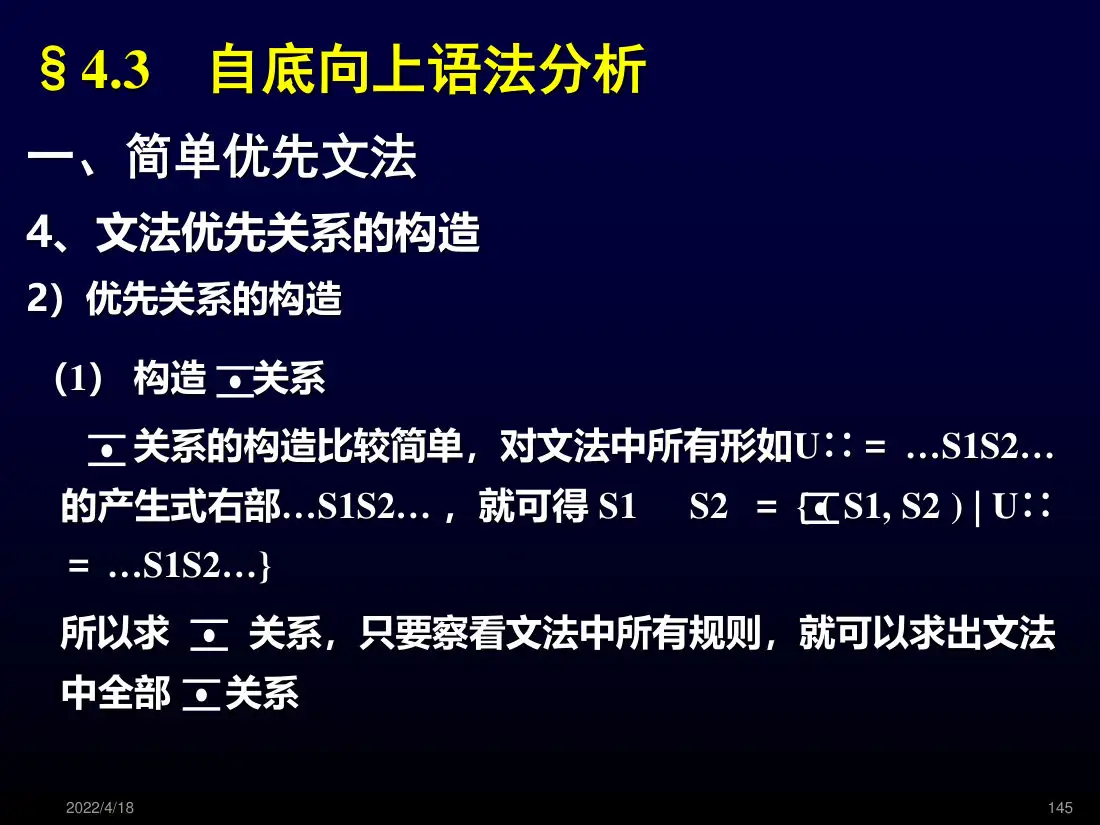 §4.3 自底向上语法分析
一、简单优先文法
4、文法优先关系的构造
2）优先关系的构造
（1） 构造 ≐关系
≐ 关系的构造比较简单，对文法中所有形如U∷＝ …S1S2…
的产生式右部…S1S2… ，就可得 S1 S2 ＝ {≐( S1, S2 ) | U∷
＝ …S1S2…}
所以求 ≐ 关系，只要察看文法中所有规则，就可以求出文法
中全部 ≐关系
2022/4/18
145